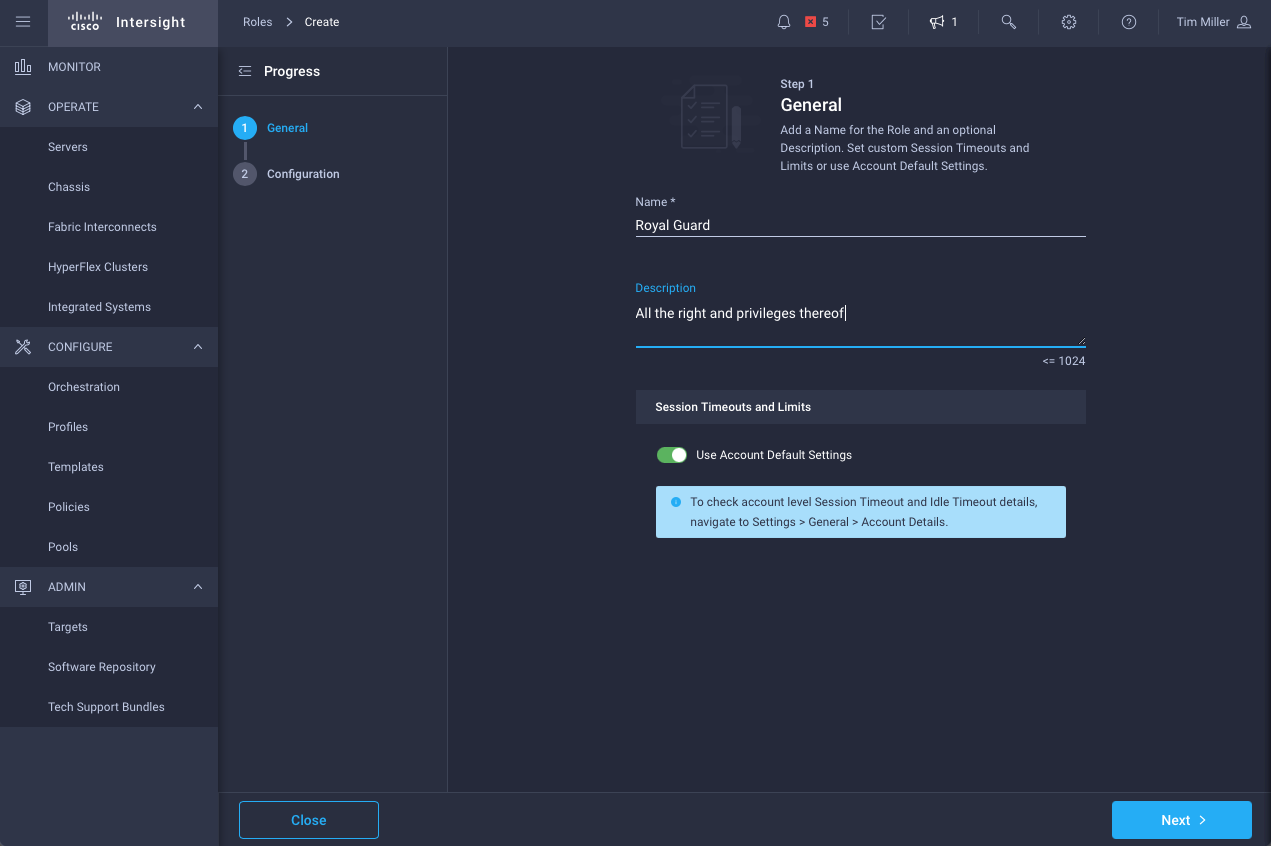 CISCO Intersight
Roles > Create
5
1
Tim Miller
MONITOR
OPERATE
Servers
Chassis
Fabric Interconnects
HyperFlex Clusters
Integrated Systems
CONFIGURE
Orchestration
Profiles
Templates
Policies
Pools
ADMIN
Targets
Software Repository
Tech Support Bundles
Progress
1 General
2 Configuration
Step 1
General
Add a Name for the Role and an optional
Description. Set custom Session Timeouts and
Limits or use Account Default Settings.
Name *
Royal Guard
Description
All the right and privileges thereof
<= 1024
Session Timeouts and Limits
Use Account Default Settings
To check account level Session Timeout and Idle Timeout details,
navigate to Settings > General > Account Details.
Close
Next >